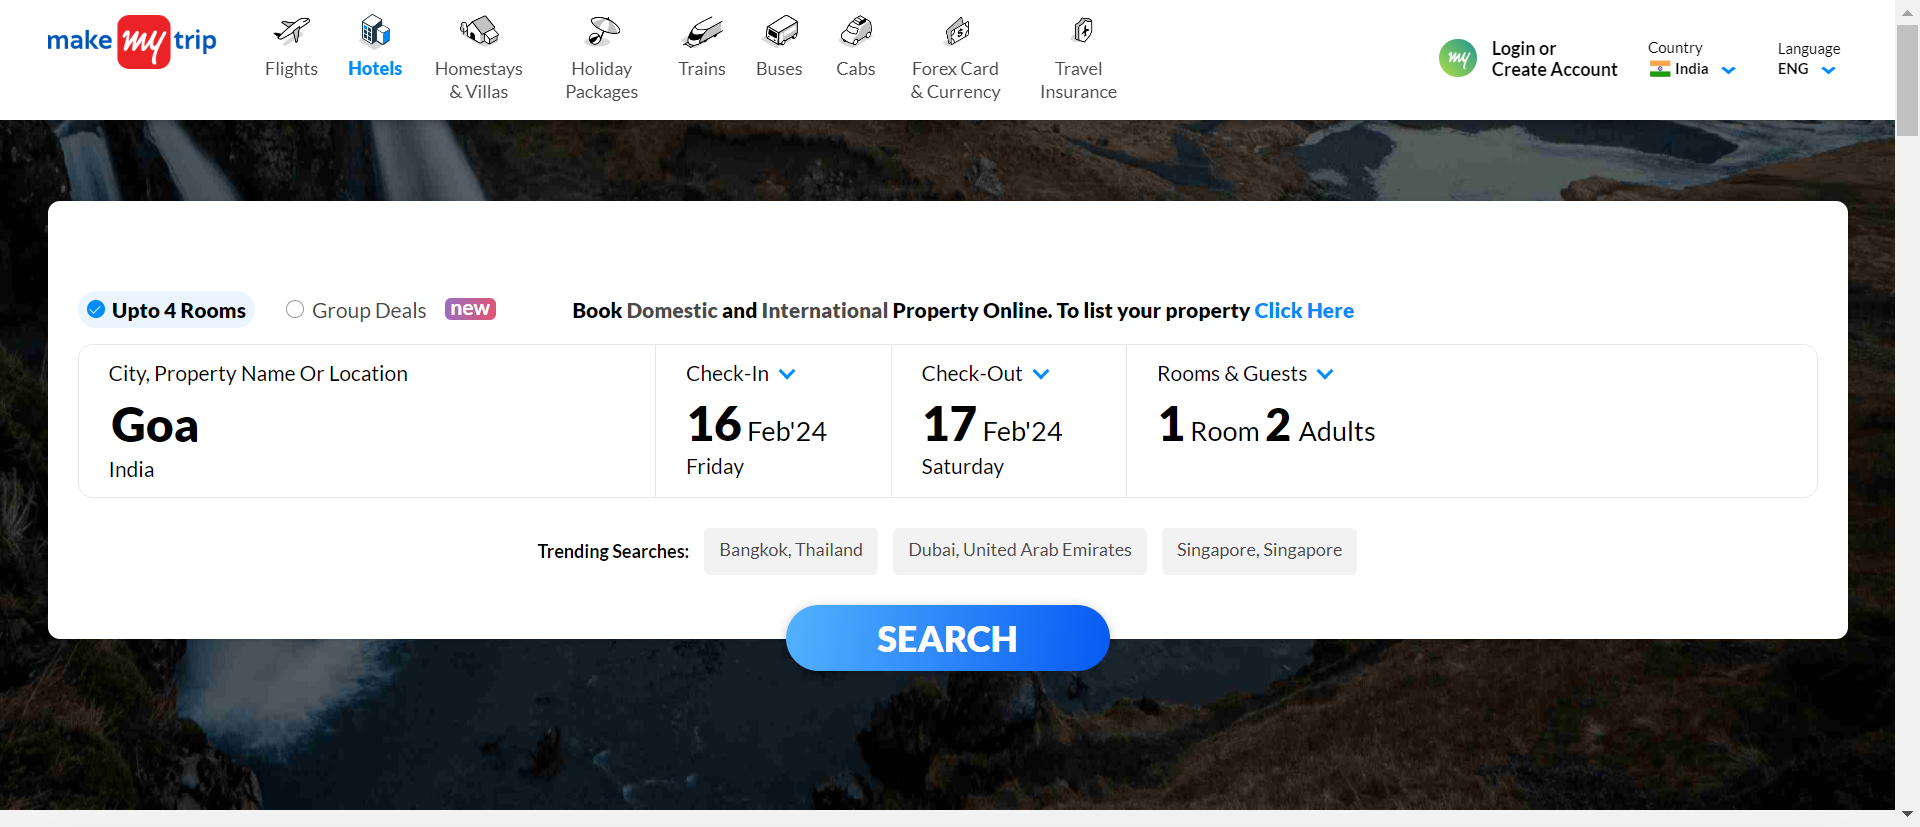 make my trip
Flights
Hotels
Homestays
& Villas
Holiday
Packages
Trains
Buses
Cabs
Forex Card
& Currency
Travel
Insurance
my
Login or
Create Account
Country
India
Language
ENG
Upto 4 Rooms
Group Deals new
Book Domestic and International Property Online. To list your property Click Here
City, Property Name Or Location
Goa
India
Check-In
16 Feb'24
Friday
Check-Out
17 Feb'24
Saturday
Rooms & Guests
1 Room 2 Adults
Trending Searches: Bangkok, Thailand Dubai, United Arab Emirates Singapore, Singapore
SEARCH